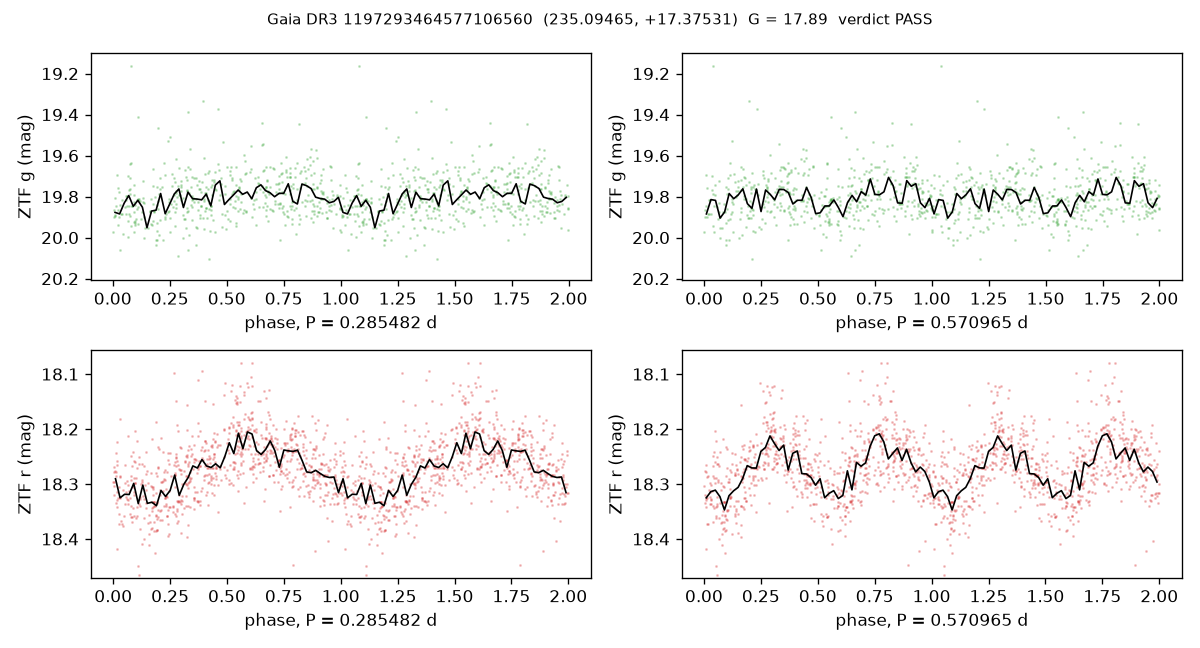 Gaia DR3 1197293464577106560 (235.09465, +17.37531) G = 17.89 verdict PASS
ZTF g (mag)
19.2
19.4
19.6
19.8
20.0
20.2
0.00 0.25 0.50 0.75 1.00 1.25 1.50 1.75 2.00
phase, P = 0.285482 d
ZTF g (mag)
19.2
19.4
19.6
19.8
20.0
20.2
0.00 0.25 0.50 0.75 1.00 1.25 1.50 1.75 2.00
phase, P = 0.570965 d
ZTF r (mag)
18.1
18.2
18.3
18.4
0.00 0.25 0.50 0.75 1.00 1.25 1.50 1.75 2.00
phase, P = 0.285482 d
ZTF r (mag)
18.1
18.2
18.3
18.4
0.00 0.25 0.50 0.75 1.00 1.25 1.50 1.75 2.00
phase, P = 0.570965 d